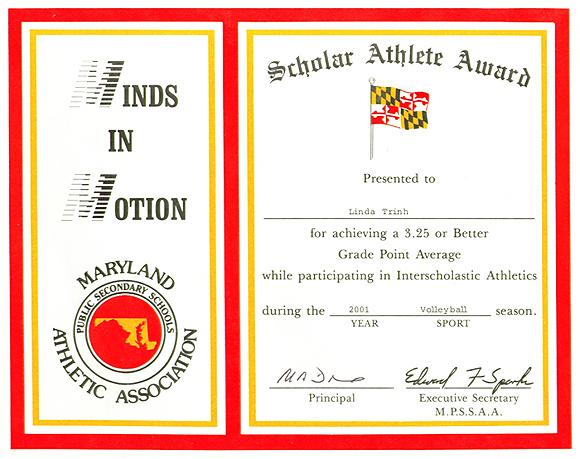 MINDS
IN
MOTION
MARYLAND
PUBLIC SECONDARY SCHOOLS
ATHLETIC ASSOCIATION
Scholar Athlete Award
Presented to
Linda Trinh
for achieving a 3.25 or Better
Grade Point Average
while participating in Interscholastic Athletics
during the 2001 Volleyball season.
YEAR SPORT
Edward F Sparks
Principal Executive Secretary
M.P.S.S.A.A.